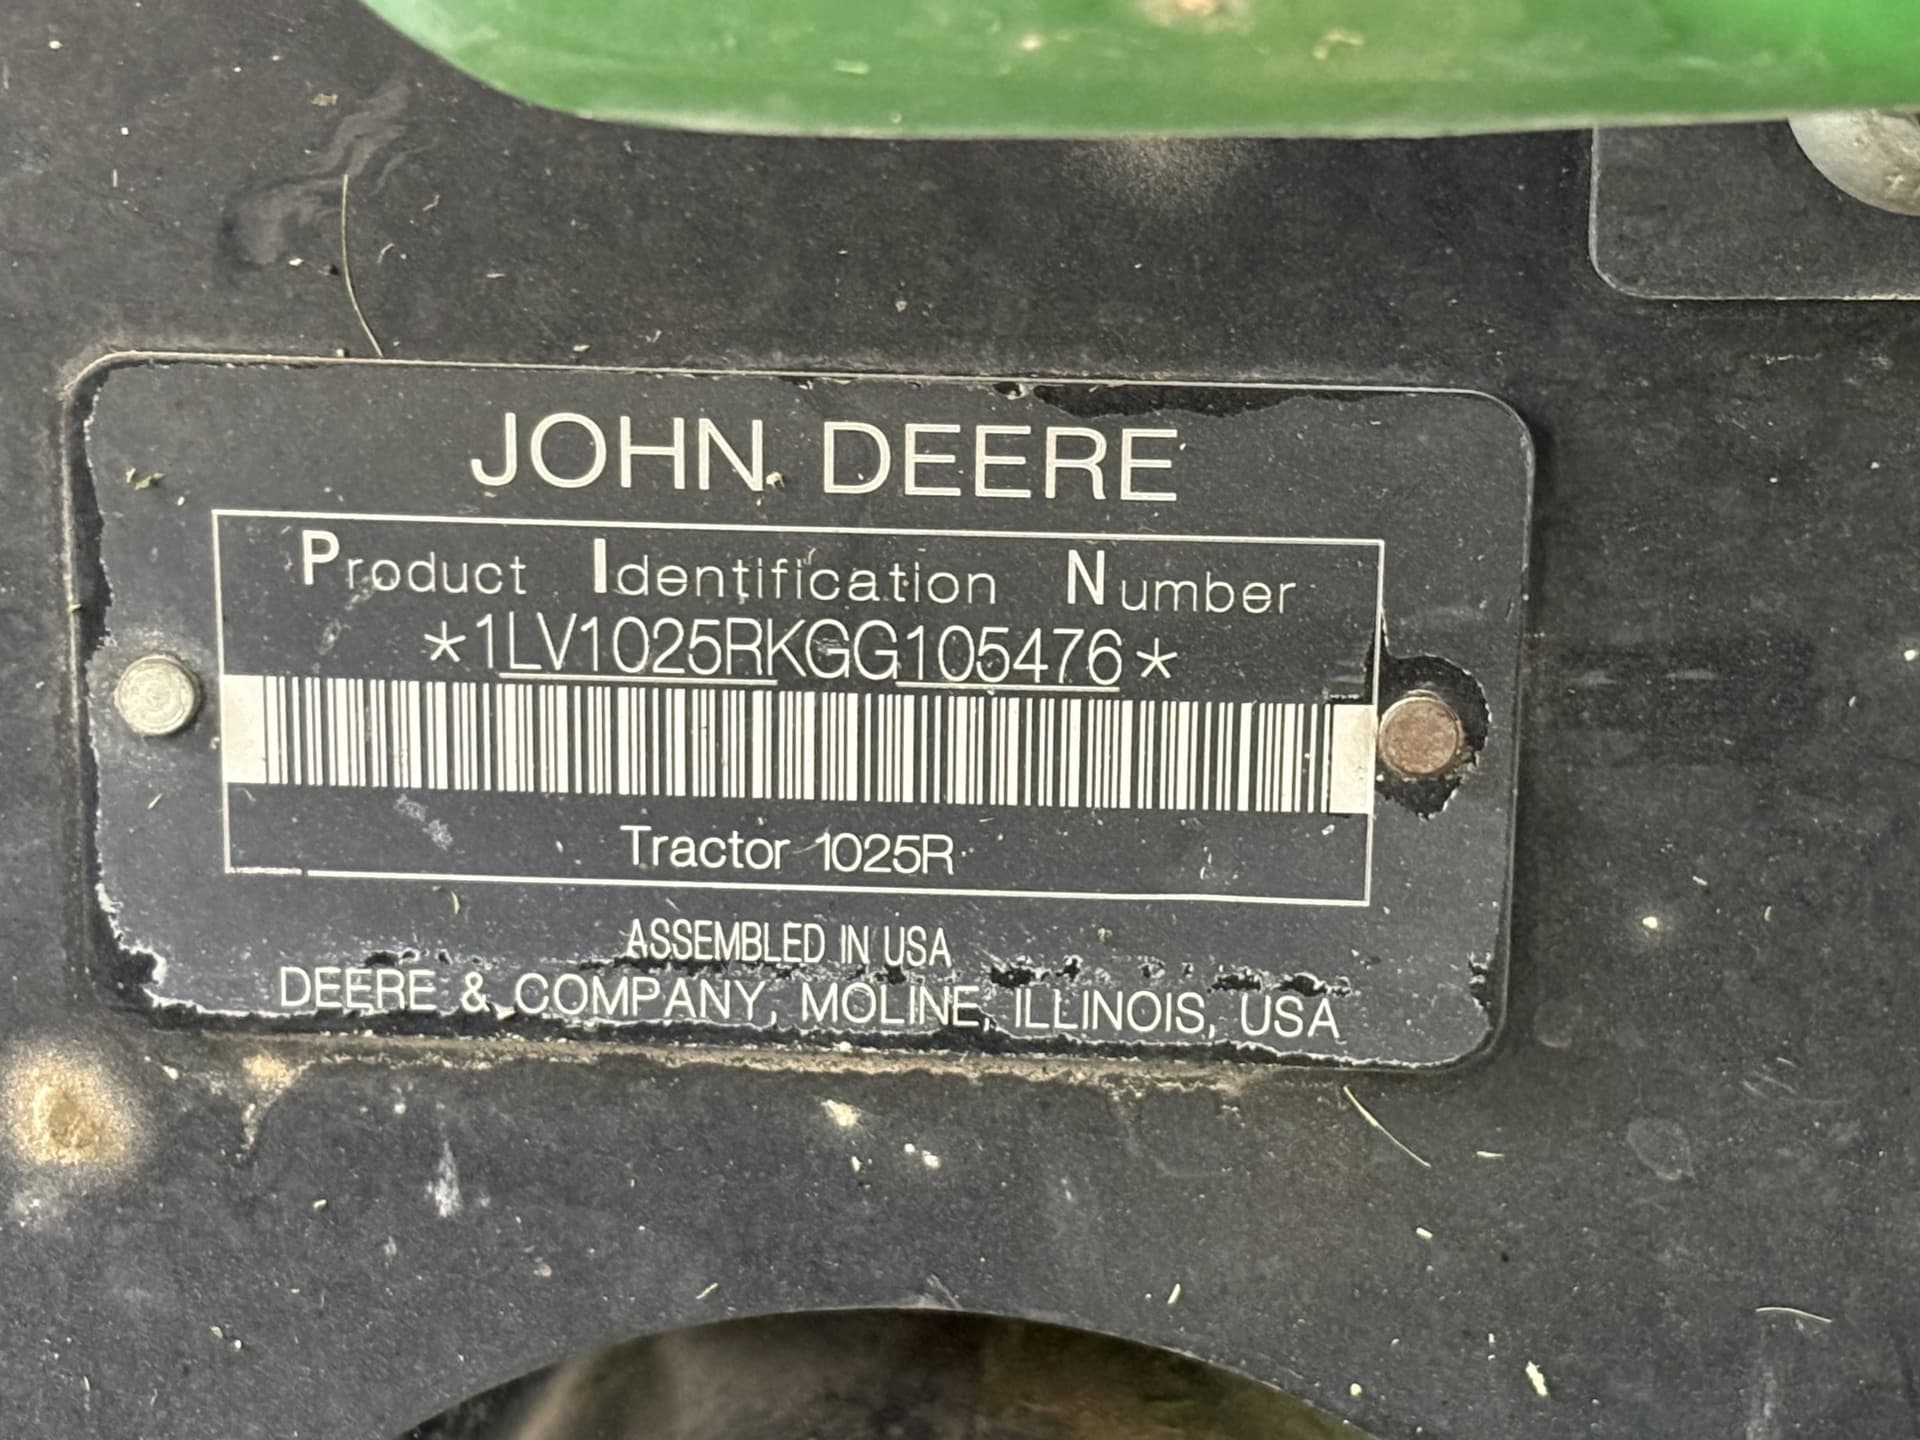 JOHN DEERE
Product Identification Number
*1LV1025RKGG105476*
Tractor 1025R
ASSEMBLED IN USA
DEERE & COMPANY, MOLINE, ILLINOIS, USA